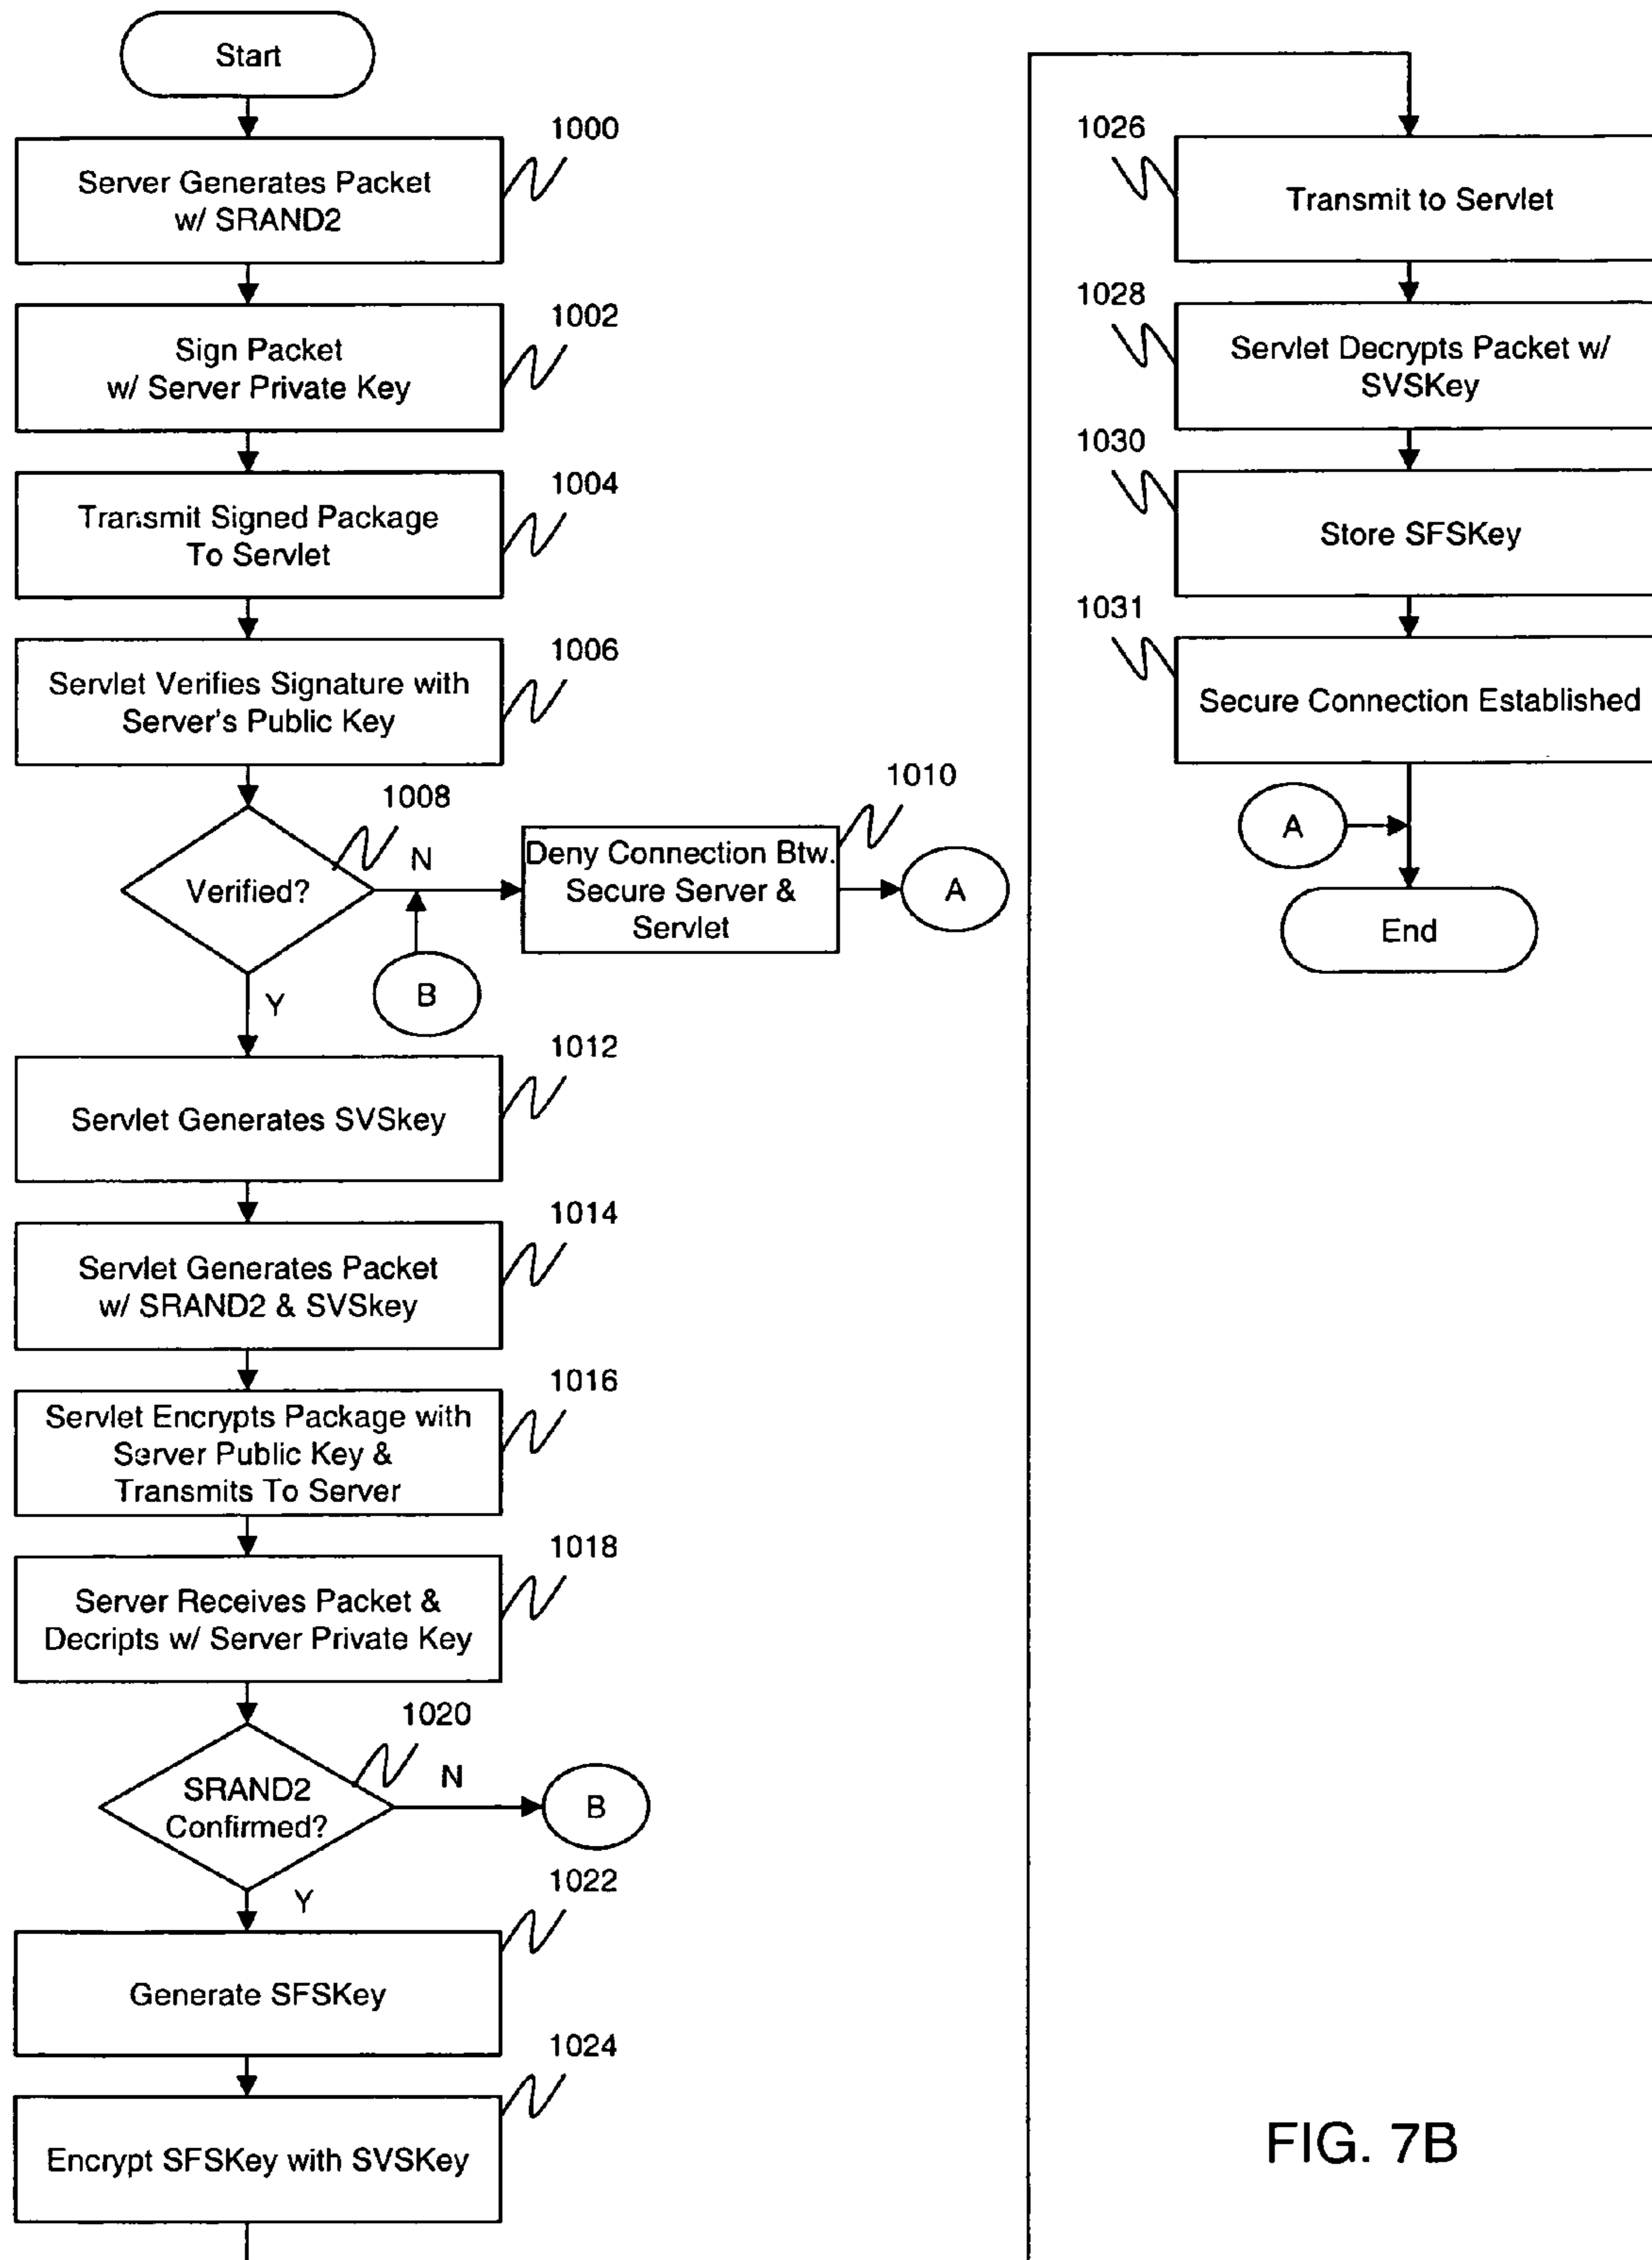 Start
1000
Server Generates Packet
w/ SRAND2
1002
Sign Packet
w/ Server Private Key
1004
Transmit Signed Package
To Servlet
1006
Servlet Verifies Signature with
Server's Public Key
1008
Verified?
N
B
Y
1010
Deny Connection Btw.
Secure Server &
Servlet
A
1012
Servlet Generates SVSkey
1014
Servlet Generates Packet
w/ SRAND2 & SVSkey
1016
Servlet Encrypts Package with
Server Public Key &
Transmits To Server
1018
Server Receives Packet &
Decripts w/ Server Private Key
1020
SRAND2
Confirmed?
N
B
Y
1022
Generate SFSKey
1024
Encrypt SFSKey with SVSKey
1026
Transmit to Servlet
1028
Servlet Decrypts Packet w/
SVSKey
1030
Store SFSKey
1031
Secure Connection Established
A
End
FIG. 7B